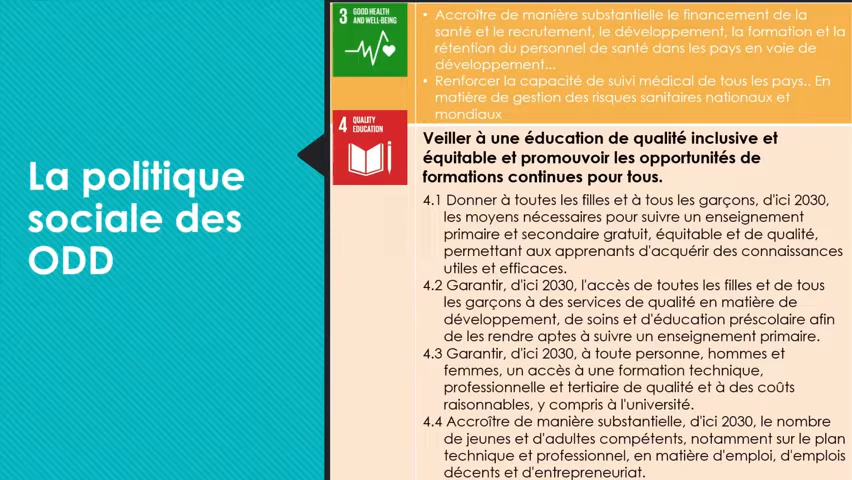 La politique
sociale des
ODD
3 GOOD HEALTH
AND WELL-BEING
• Accroître de manière substantielle le financement de la
santé et le recrutement, le développement, la formation et la
rétention du personnel de santé dans les pays en voie de
développement...
• Renforcer la capacité de suivi médical de tous les pays.. En
matière de gestion des risques sanitaires nationaux et
mondiaux
4 QUALITY
EDUCATION
Veiller à une éducation de qualité inclusive et
équitable et promouvoir les opportunités de
formations continues pour tous.
4.1 Donner à toutes les filles et à tous les garçons, d'ici 2030,
les moyens nécessaires pour suivre un enseignement
primaire et secondaire gratuit, équitable et de qualité,
permettant aux apprenants d'acquérir des connaissances
utiles et efficaces.
4.2 Garantir, d'ici 2030, l'accès de toutes les filles et de tous
les garçons à des services de qualité en matière de
développement, de soins et d'éducation préscolaire afin
de les rendre aptes à suivre un enseignement primaire.
4.3 Garantir, d'ici 2030, à toute personne, hommes et
femmes, un accès à une formation technique,
professionnelle et tertiaire de qualité et à des coûts
raisonnables, y compris à l'université.
4.4 Accroître de manière substantielle, d'ici 2030, le nombre
de jeunes et d'adultes compétents, notamment sur le plan
technique et professionnel, en matière d'emploi, d'emplois
décents et d'entrepreneuriat.